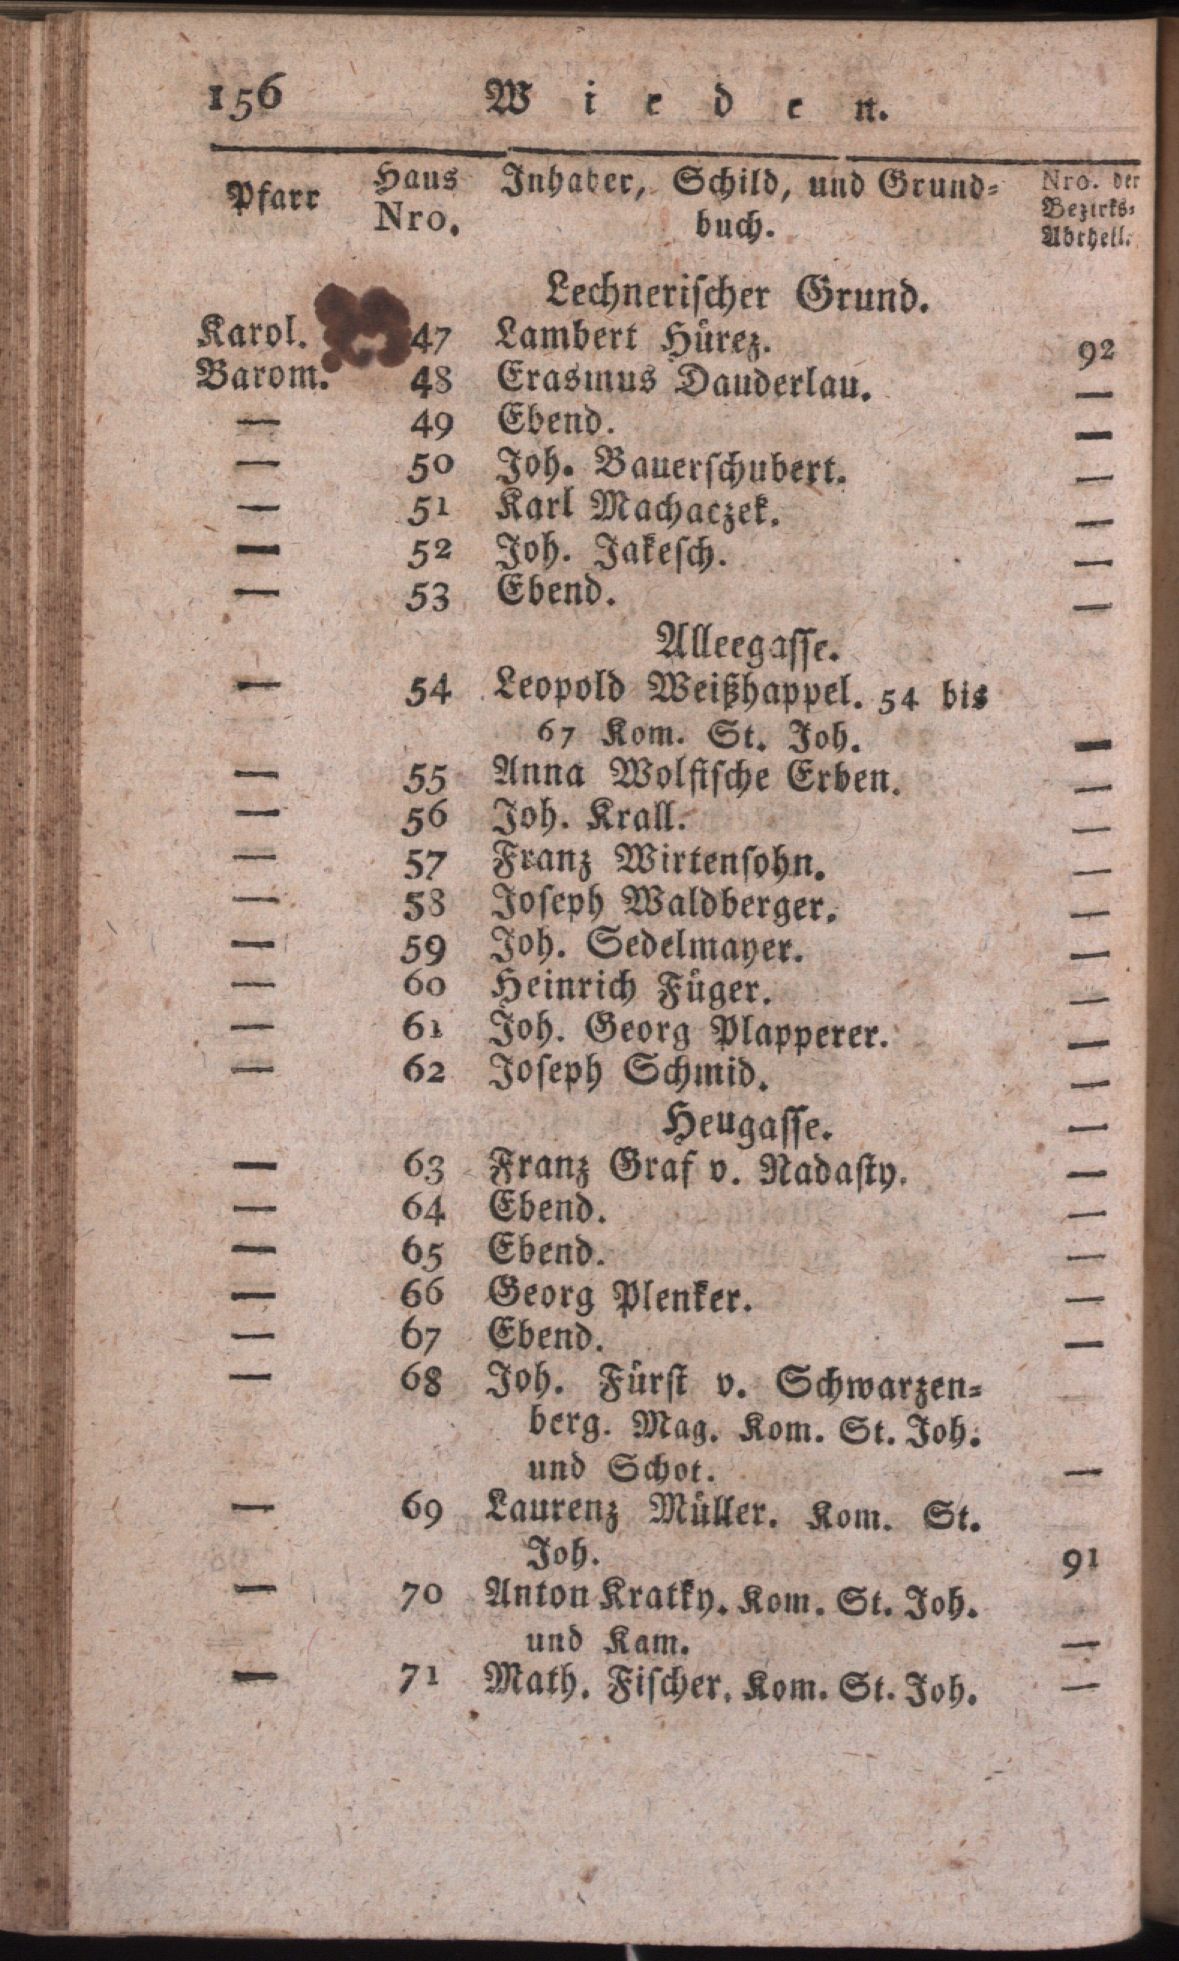 156 Wieden.
Pfarr Haus Nro. Inhaber, Schild, und Grund-
buch. Nro. der Bezirks- Abtheil.
Lechnerischer Grund.
Karol. 47 Lambert Hürez. 92
Barom. 48 Erasmus Dauderlau. —
— 49 Ebend. —
— 50 Joh. Bauerschubert. —
— 51 Karl Machaczek. —
— 52 Joh. Jakesch. —
— 53 Ebend. —
Alleegasse.
— 54 Leopold Weißhappel. 54 bis
67 Kom. St. Joh. —
— 55 Anna Wolfische Erben. —
— 56 Joh. Krall. —
— 57 Franz Wirtensohn. —
— 58 Joseph Waldberger. —
— 59 Joh. Sedelmayer. —
— 60 Heinrich Füger. —
— 61 Joh. Georg Plapperer. —
— 62 Joseph Schmid. —
Heugasse. —
— 63 Franz Graf v. Nadasty. —
— 64 Ebend. —
— 65 Ebend. —
— 66 Georg Plenker. —
— 67 Ebend. —
— 68 Joh. Fürst v. Schwarzen-
berg. Mag. Kom. St. Joh.
und Schot. —
— 69 Laurenz Müller. Kom. St.
Joh. 91
— 70 Anton Kratky. Kom. St. Joh.
und Kam. —
— 71 Math. Fischer. Kom. St. Joh. —